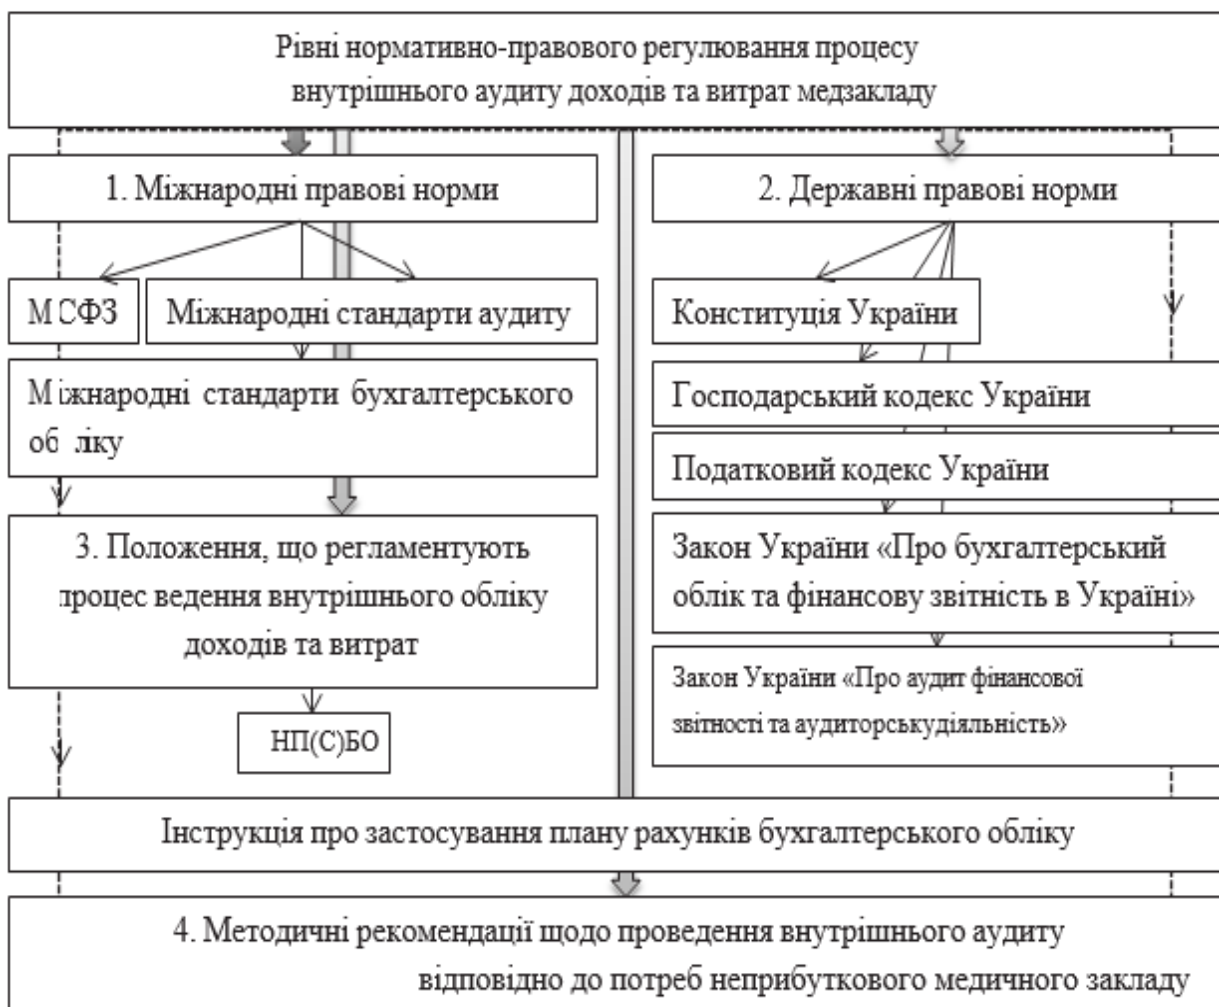 Рівні нормативно-правового регулювання процесу
внутрішнього аудиту доходів та витрат медзакладу
1. Міжнародні правові норми
МСФЗ
Міжнародні стандарти аудиту
Міжнародні стандарти бухгалтерського
обліку
2. Державні правові норми
Конституція України
Господарський кодекс України
Податковий кодекс України
Закон України «Про бухгалтерський
облік та фінансову звітність в Україні»
Закон України «Про аудит фінансової
звітності та аудиторськудіяльність»
3. Положення, що регламентують
процес ведення внутрішнього обліку
доходів та витрат
НП(С)БО
Інструкція про застосування плану рахунків бухгалтерського обліку
4. Методичні рекомендації щодо проведення внутрішнього аудиту
відповідно до потреб неприбуткового медичного закладу